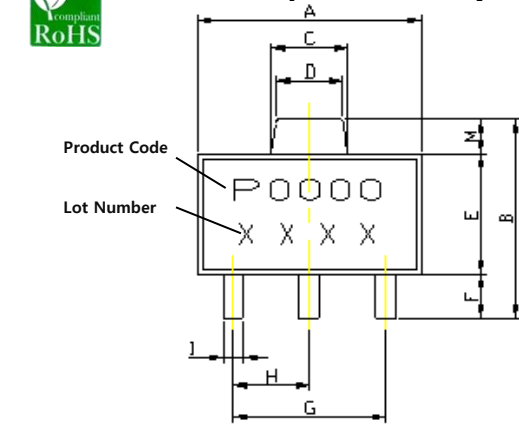 compliant
RoHS
A
C
D
M
Product Code
P0000
E
B
Lot Number
X X X X
F
I
H
G